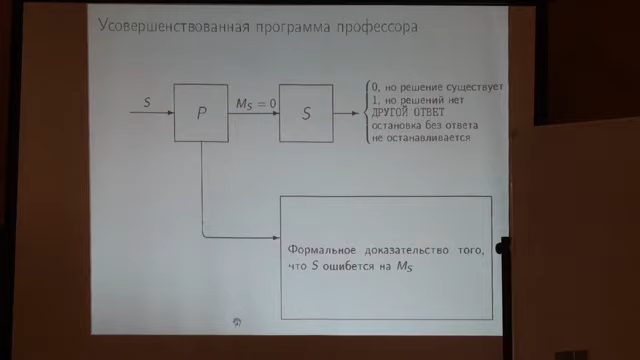 Усовершенствованная программа профессора
S
P
M_S = 0
S
0, но решение существует
1, но решений нет
ДРУГОЙ ОТВЕТ
остановка без ответа
не останавливается
Формальное доказательство того,
что S ошибется на M_S